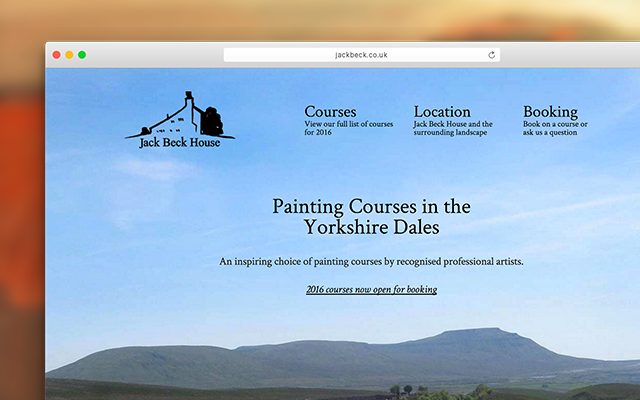 jackbeck.co.uk
Jack Beck House
Courses
View our full list of courses
for 2016
Location
Jack Beck House and the
surrounding landscape
Booking
Book on a course or
ask us a question
Painting Courses in the
Yorkshire Dales
An inspiring choice of painting courses by recognised professional artists.
2016 courses now open for booking